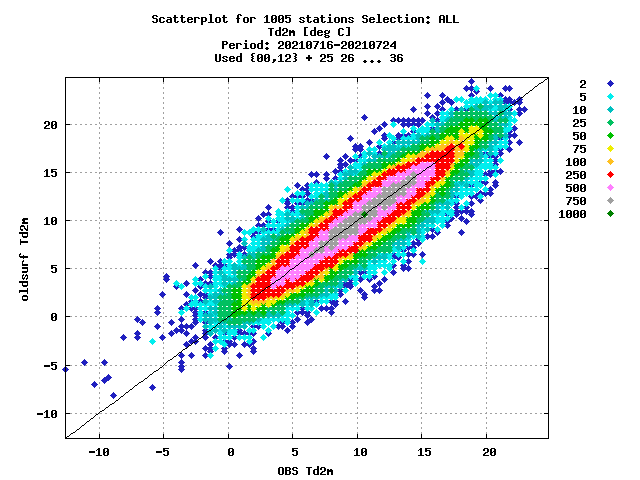 Scatterplot for 1005 stations Selection: ALL
Td2m [deg C]
Period: 20210716-20210724
Used {00,12} + 25 26 ... 36
oldsurf Td2m
20
15
10
5
0
-5
-10
-10 -5 0 5 10 15 20
OBS Td2m
2
5
10
25
50
75
100
250
500
750
1000